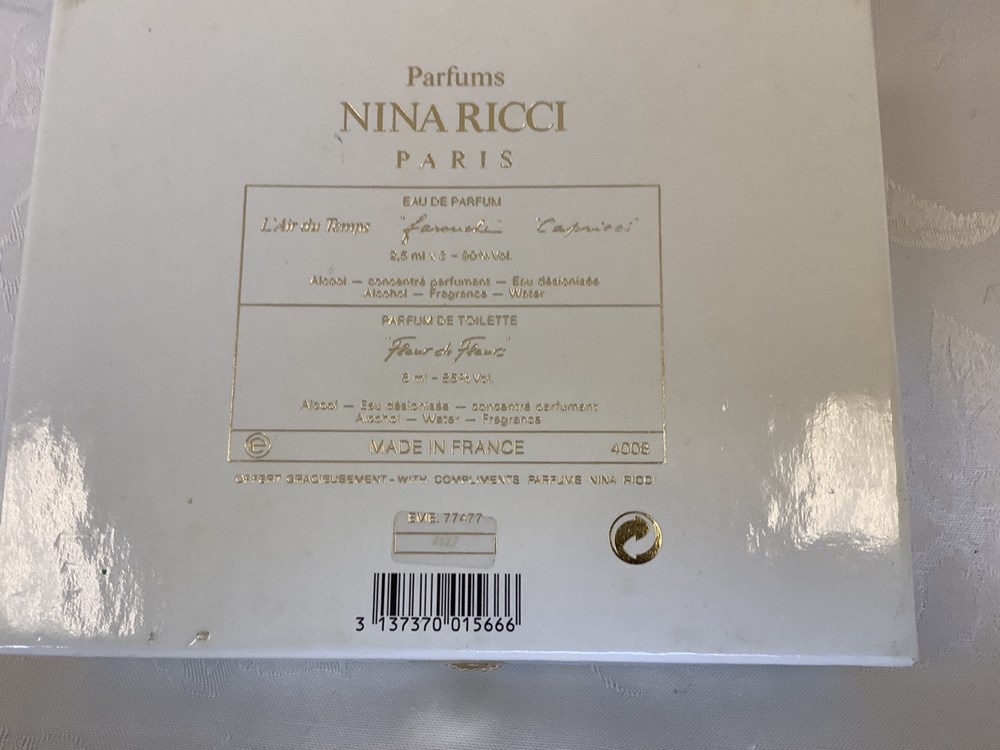 Parfums
NINA RICCI
PARIS
EAU DE PARFUM
L'Air du Temps "farouche" "Capricci"
2,5 ml x 3 - 90% Vol.
Alcool — concentré parfumant — Eau désionisée
Alcohol — Fragrance — Water
PARFUM DE TOILETTE
"Fleur de Fleurs"
8 ml - 85% Vol.
Alcool — Eau désionisée — concentré parfumant
Alcohol — Water — Fragrance
e MADE IN FRANCE 4008
OFFERT GRACIEUSEMENT - WITH COMPLIMENTS PARFUMS NINA RICCI
EMB. 77477
3 137370 015666